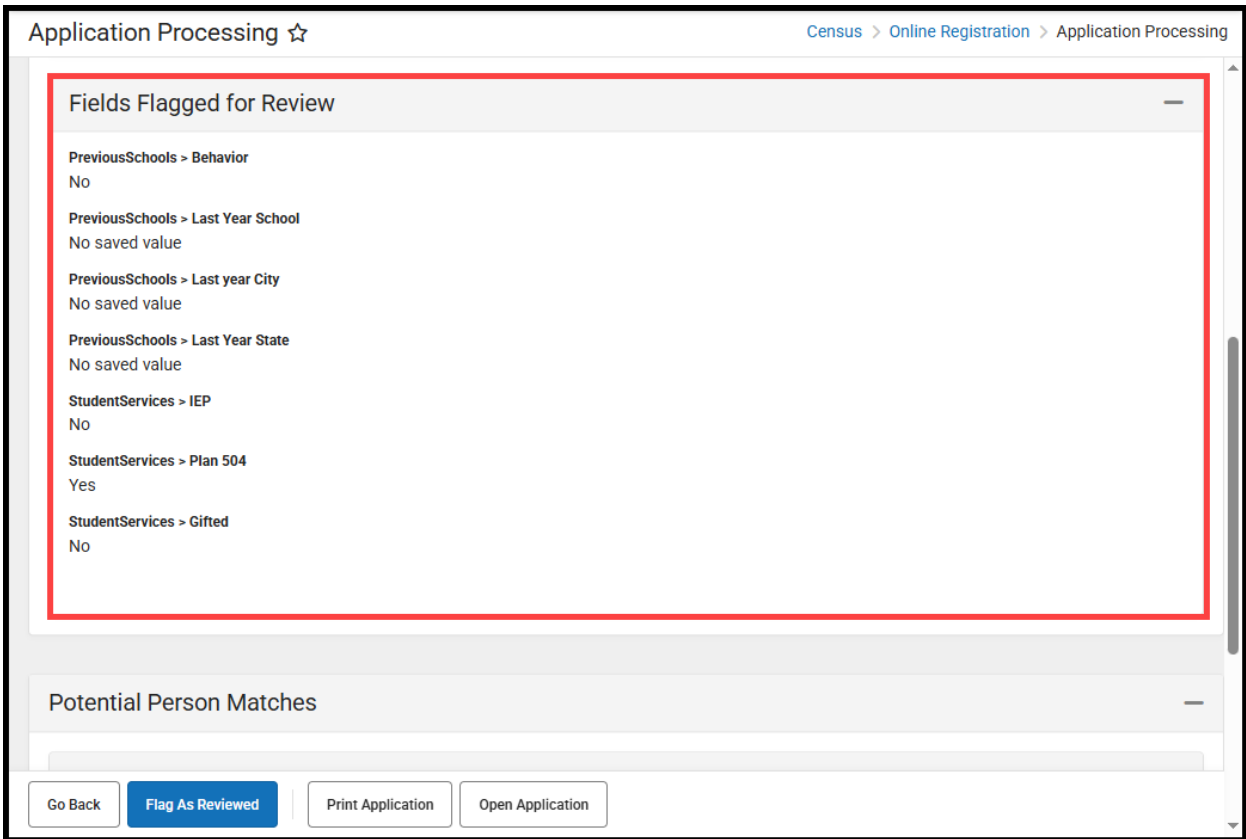 Application Processing ☆
Census > Online Registration > Application Processing
Fields Flagged for Review
PreviousSchools > Behavior
No
PreviousSchools > Last Year School
No saved value
PreviousSchools > Last year City
No saved value
PreviousSchools > Last Year State
No saved value
StudentServices > IEP
No
StudentServices > Plan 504
Yes
StudentServices > Gifted
No
Potential Person Matches
Go Back
Flag As Reviewed
Print Application
Open Application